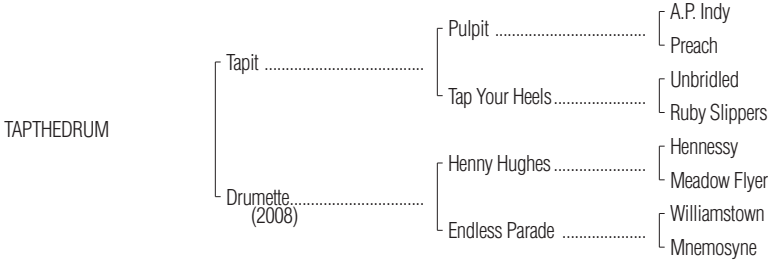 A.P. Indy
Pulpit ......................................
Preach
Tapit ........................................
Unbridled
Tap Your Heels.......................
Ruby Slippers
TAPTHEDRUM
Hennessy
Henny Hughes .......................
Meadow Flyer
Drumette..................................
(2008)
Williamstown
Endless Parade .....................
Mnemosyne